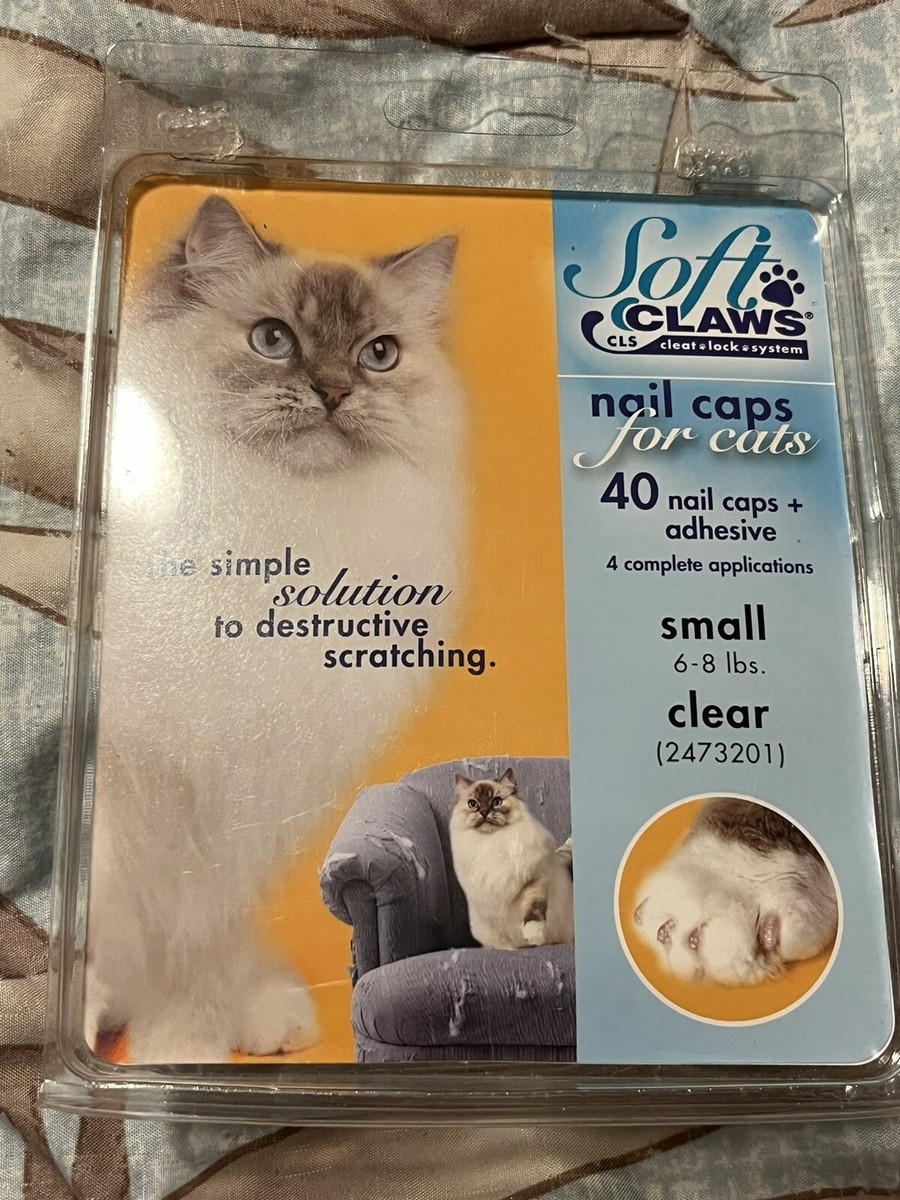 the simple
solution
to destructive
scratching.
Soft
CLAWS®
CLS cleat lock system
nail caps
for cats
40 nail caps +
adhesive
4 complete applications
small
6-8 lbs.
clear
(2473201)